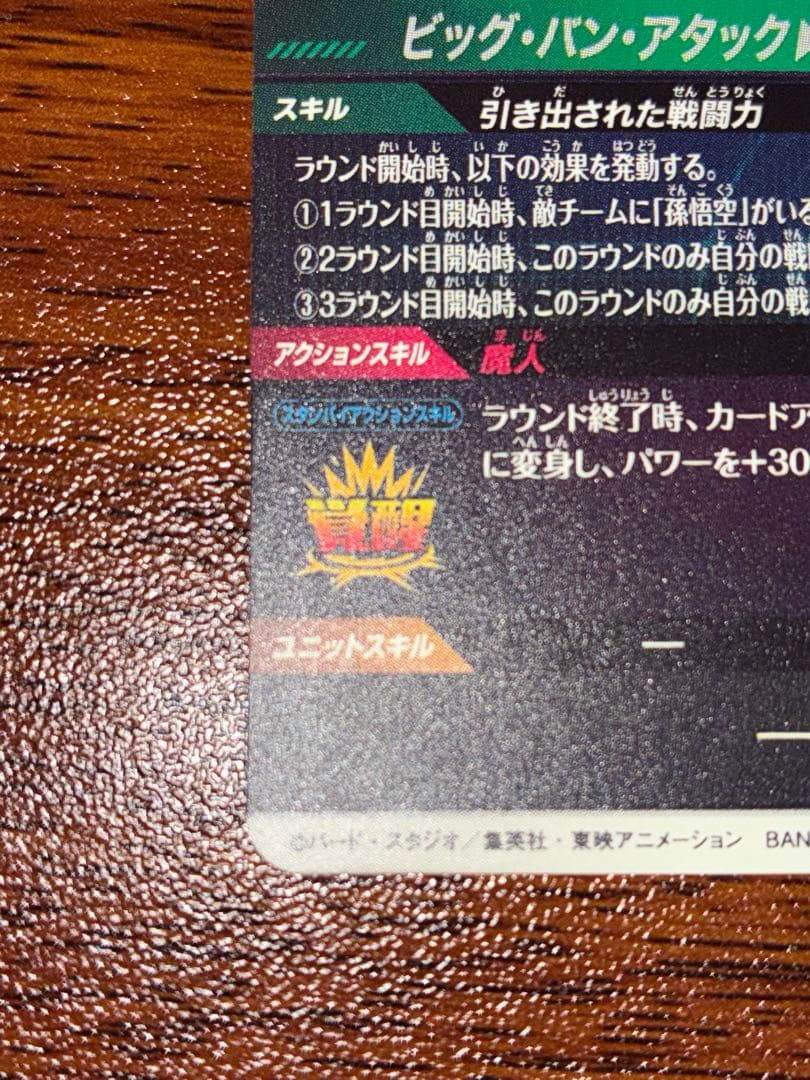 ビッグ・バン・アタック
スキル 引き出された戦闘力
ラウンド開始時、以下の効果を発動する。
①1ラウンド目開始時、敵チームに「孫悟空」がいる
②2ラウンド目開始時、このラウンドのみ自分の戦
③3ラウンド目開始時、このラウンドのみ自分の戦
アクションスキル 魔人
スタンバイアクションスキル
ラウンド終了時、カードア
に変身し、パワーを+30
覚醒
ユニットスキル ー
ー
©バード・スタジオ/集英社・東映アニメーション BAN